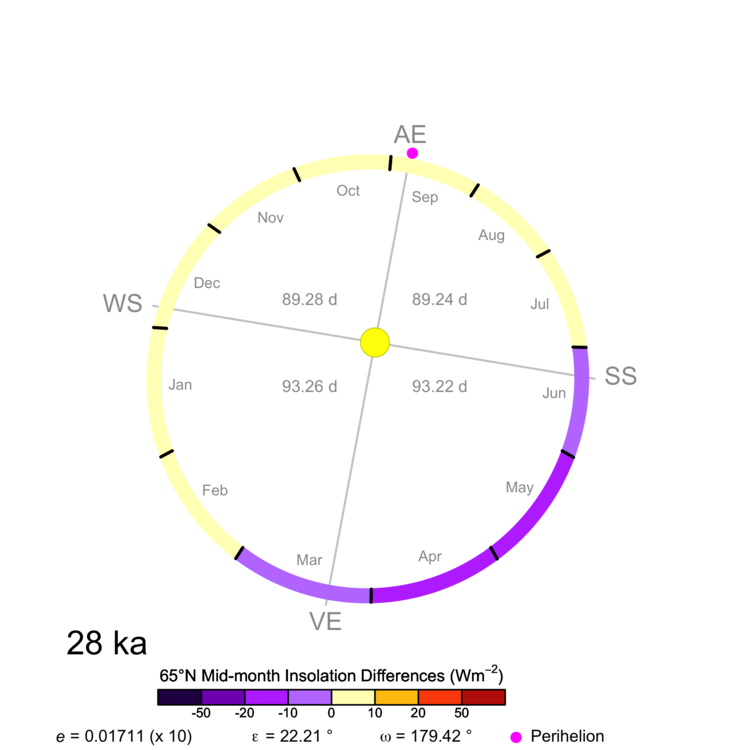 AE
Oct
Sep
Nov
Aug
Dec
89.28 d
89.24 d
Jul
WS
SS
Jan
93.26 d
93.22 d
Jun
Feb
May
Mar
Apr
VE
28 ka
65°N Mid-month Insolation Differences (Wm⁻²)
-50 -20 -10 0 10 20 50
e = 0.01711 (x 10) ε = 22.21 ° ω = 179.42 ° Perihelion